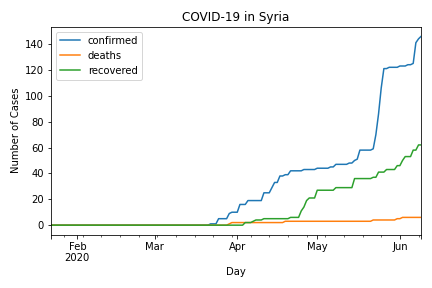 COVID-19 in Syria
confirmed
deaths
recovered
Number of Cases
140
120
100
80
60
40
20
0
Feb
2020
Mar
Apr
May
Jun
Day